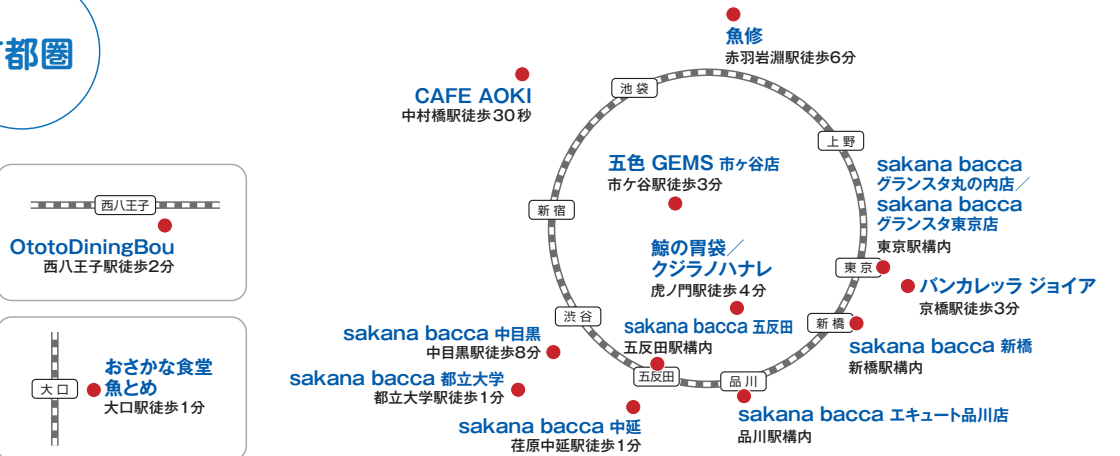 都圏
魚修
赤羽岩淵駅徒歩6分
CAFE AOKI
中村橋駅徒歩30秒
池袋
上野
五色 GEMS 市ヶ谷店
市ケ谷駅徒歩3分
sakana bacca
グランスタ丸の内店／
sakana bacca
グランスタ東京店
東京駅構内
西八王子
OtotoDiningBou
西八王子駅徒歩2分
新宿
鯨の胃袋／
クジラノハナレ
虎ノ門駅徒歩4分
東京
バンカレッラ ジョイア
京橋駅徒歩3分
渋谷
sakana bacca 中目黒
中目黒駅徒歩8分
sakana bacca 五反田
五反田駅構内
新橋
sakana bacca 新橋
新橋駅構内
大口
おさかな食堂
魚とめ
大口駅徒歩1分
sakana bacca 都立大学
都立大学駅徒歩1分
五反田
品川
sakana bacca 中延
荏原中延駅徒歩1分
sakana bacca エキュート品川店
品川駅構内